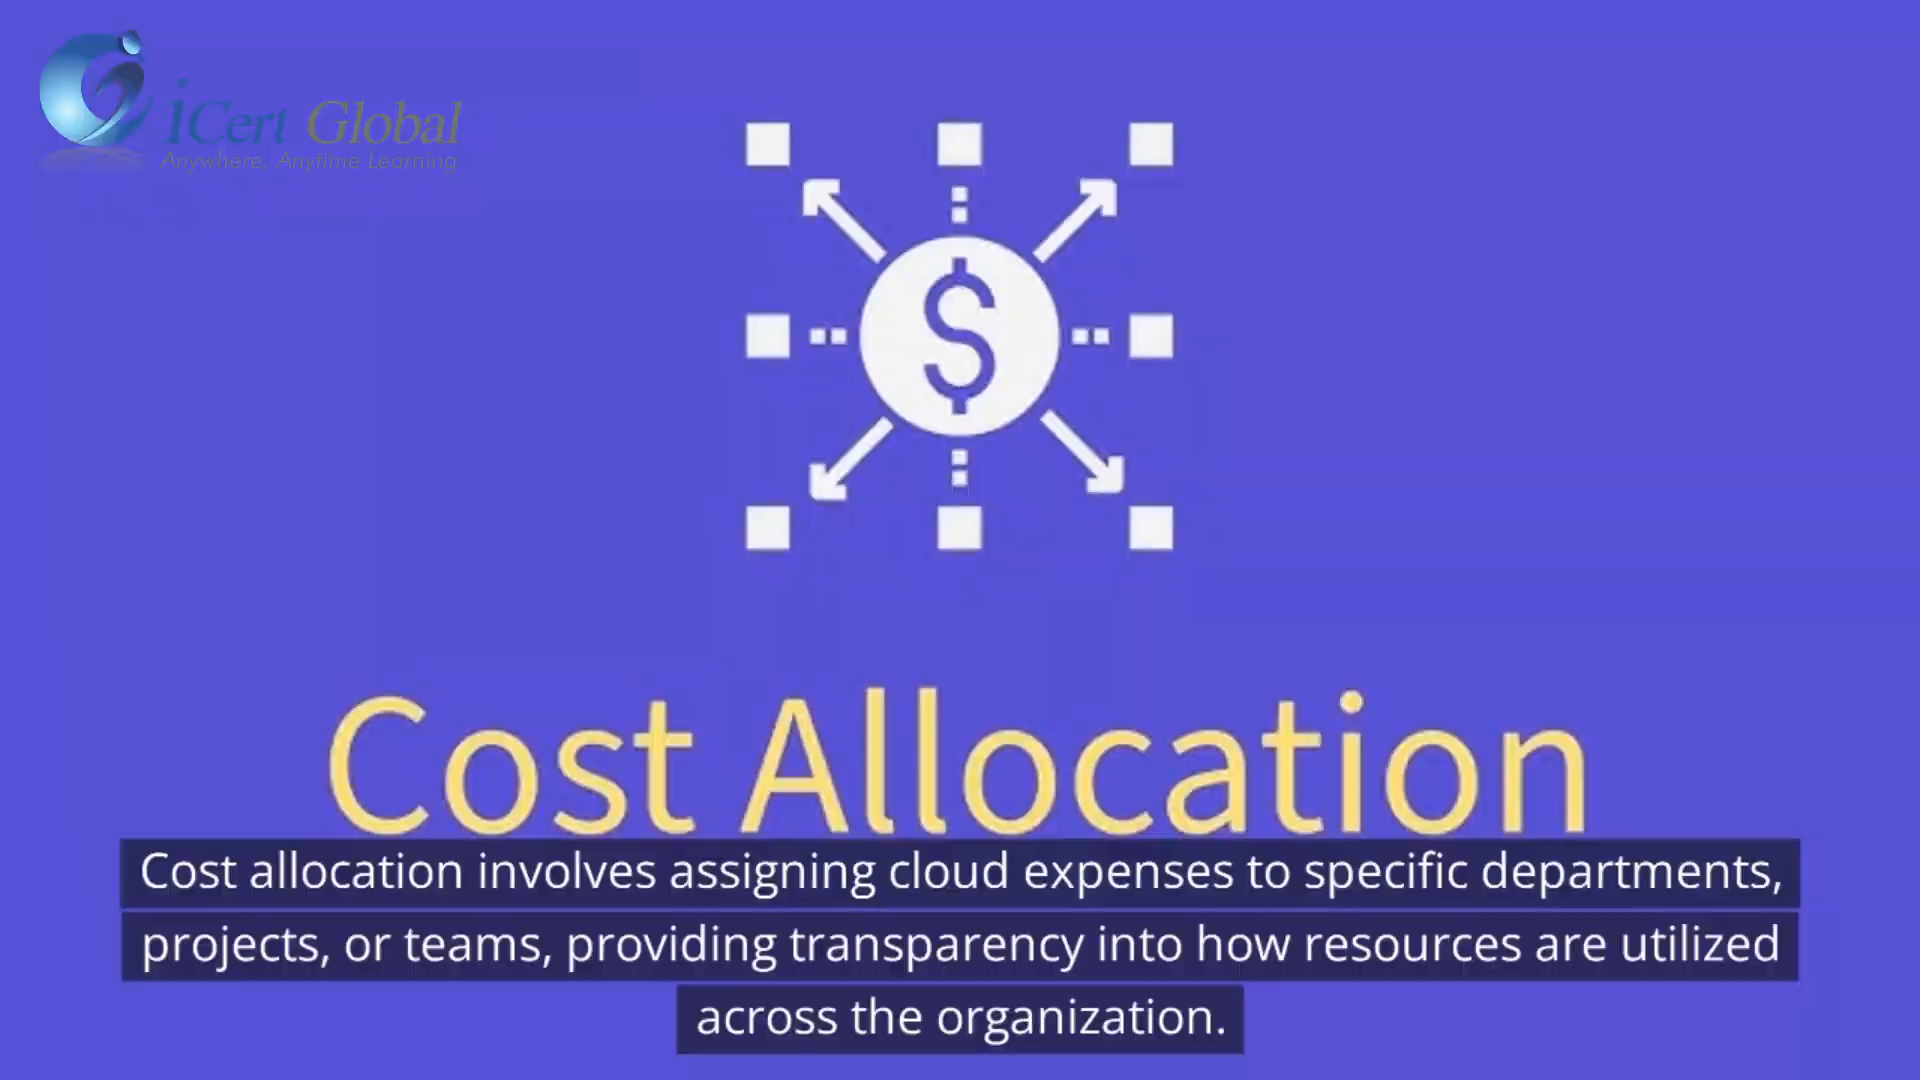 iCert Global
Anywhere, Anytime Learning
$
Cost Allocation
Cost allocation involves assigning cloud expenses to specific departments,
projects, or teams, providing transparency into how resources are utilized
across the organization.